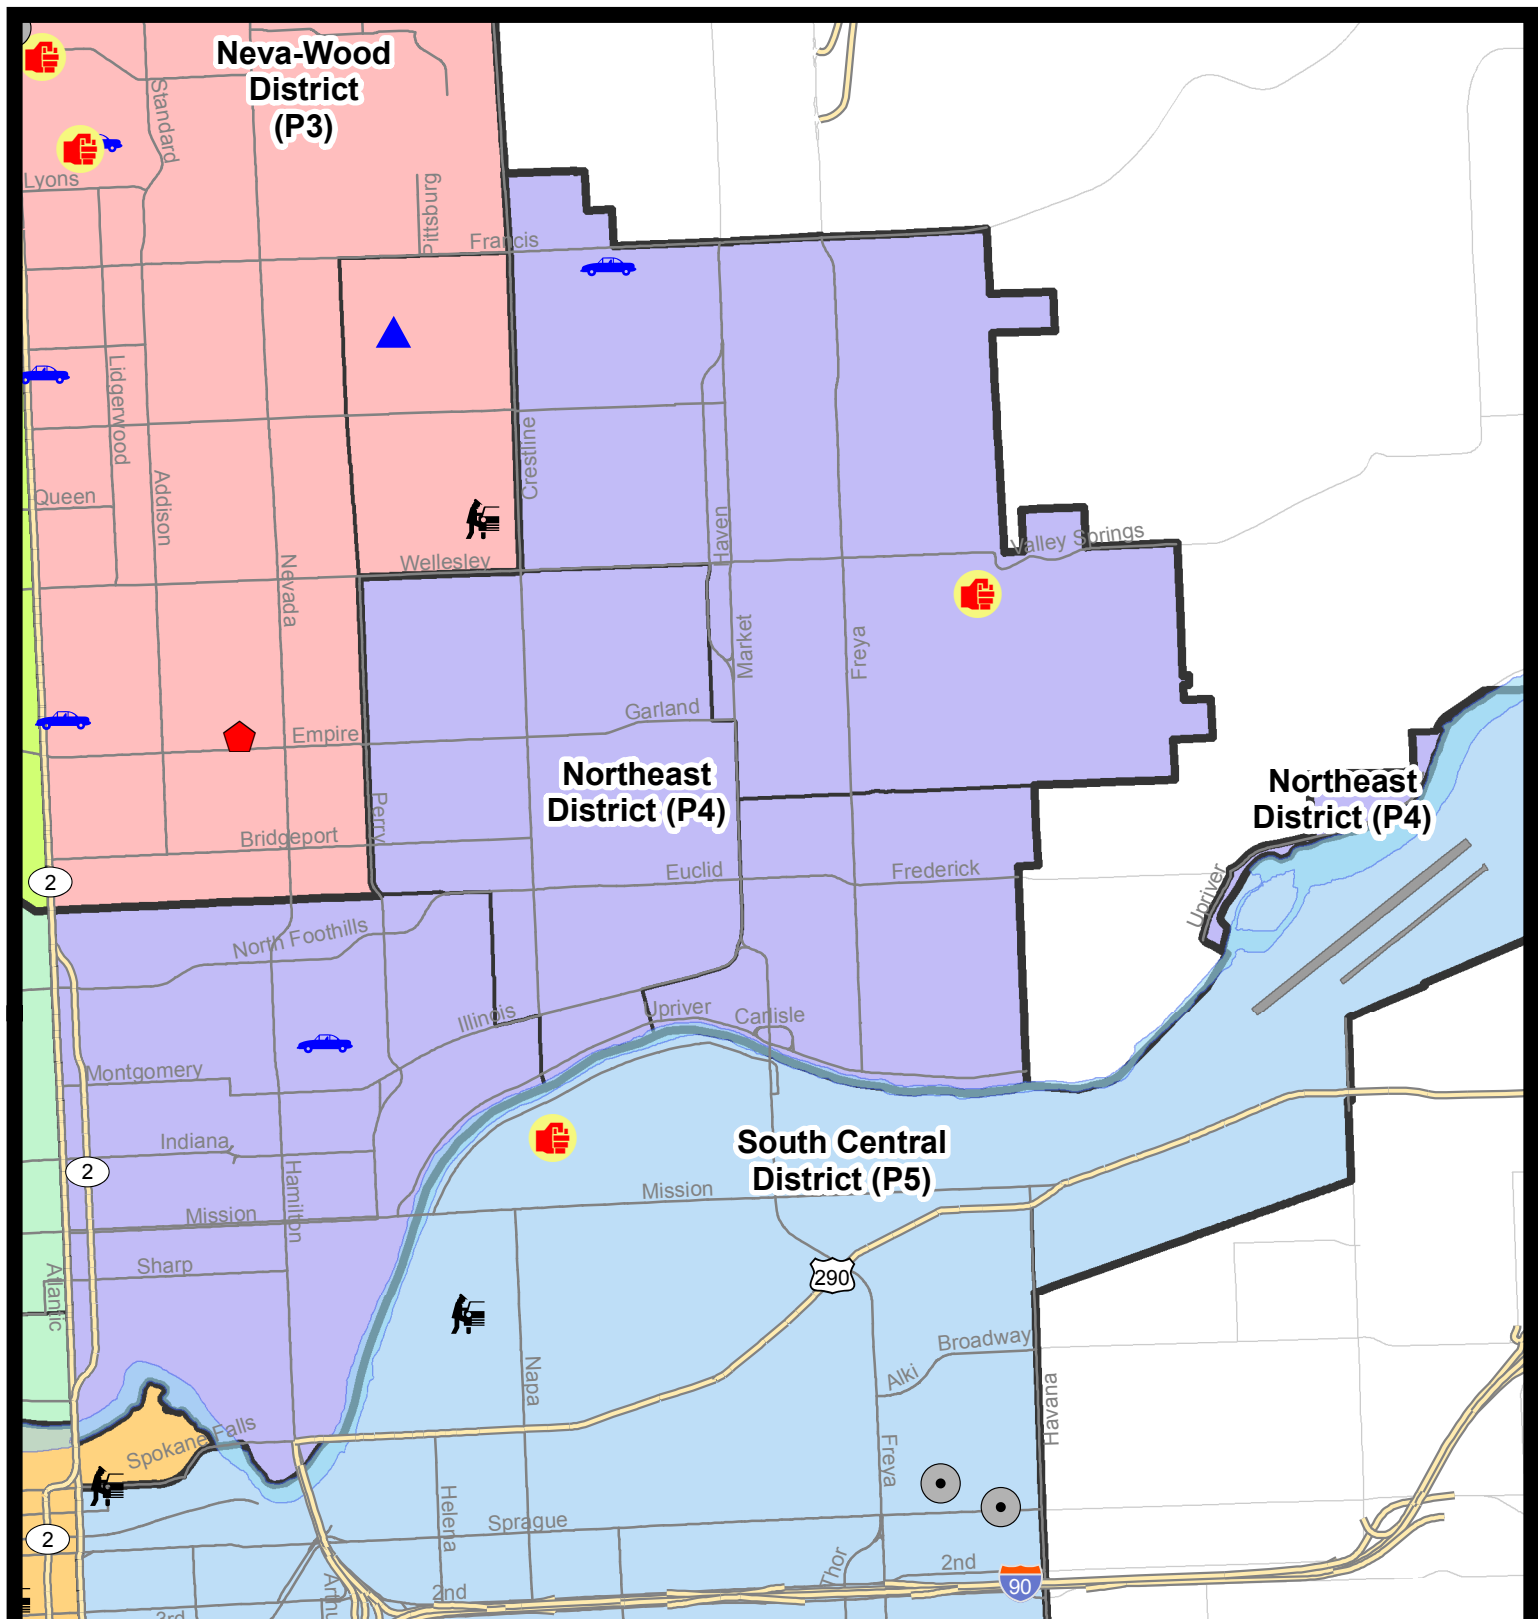 Neva-Wood
District
(P3)
Standard
Lyons
Pittsburg
Francis
Lidgerwood
Crestline
Queen
Addison
Haven
Valley Springs
Wellesley
Nevada
Market
Freya
Garland
Empire
Northeast
District (P4)
Northeast
District (P4)
Perry
Bridgeport
Euclid
Frederick
2
Upriver
North Foothills
Illinois
Upriver
Carlisle
Montgomery
Indiana
2
South Central
District (P5)
Hamilton
Mission
Mission
Sharp
Atlantic
290
Broadway
Alki
Napa
Havana
Spokane Falls
Freya
Helena
2
Sprague
Thor
2nd
90
2nd
3rd